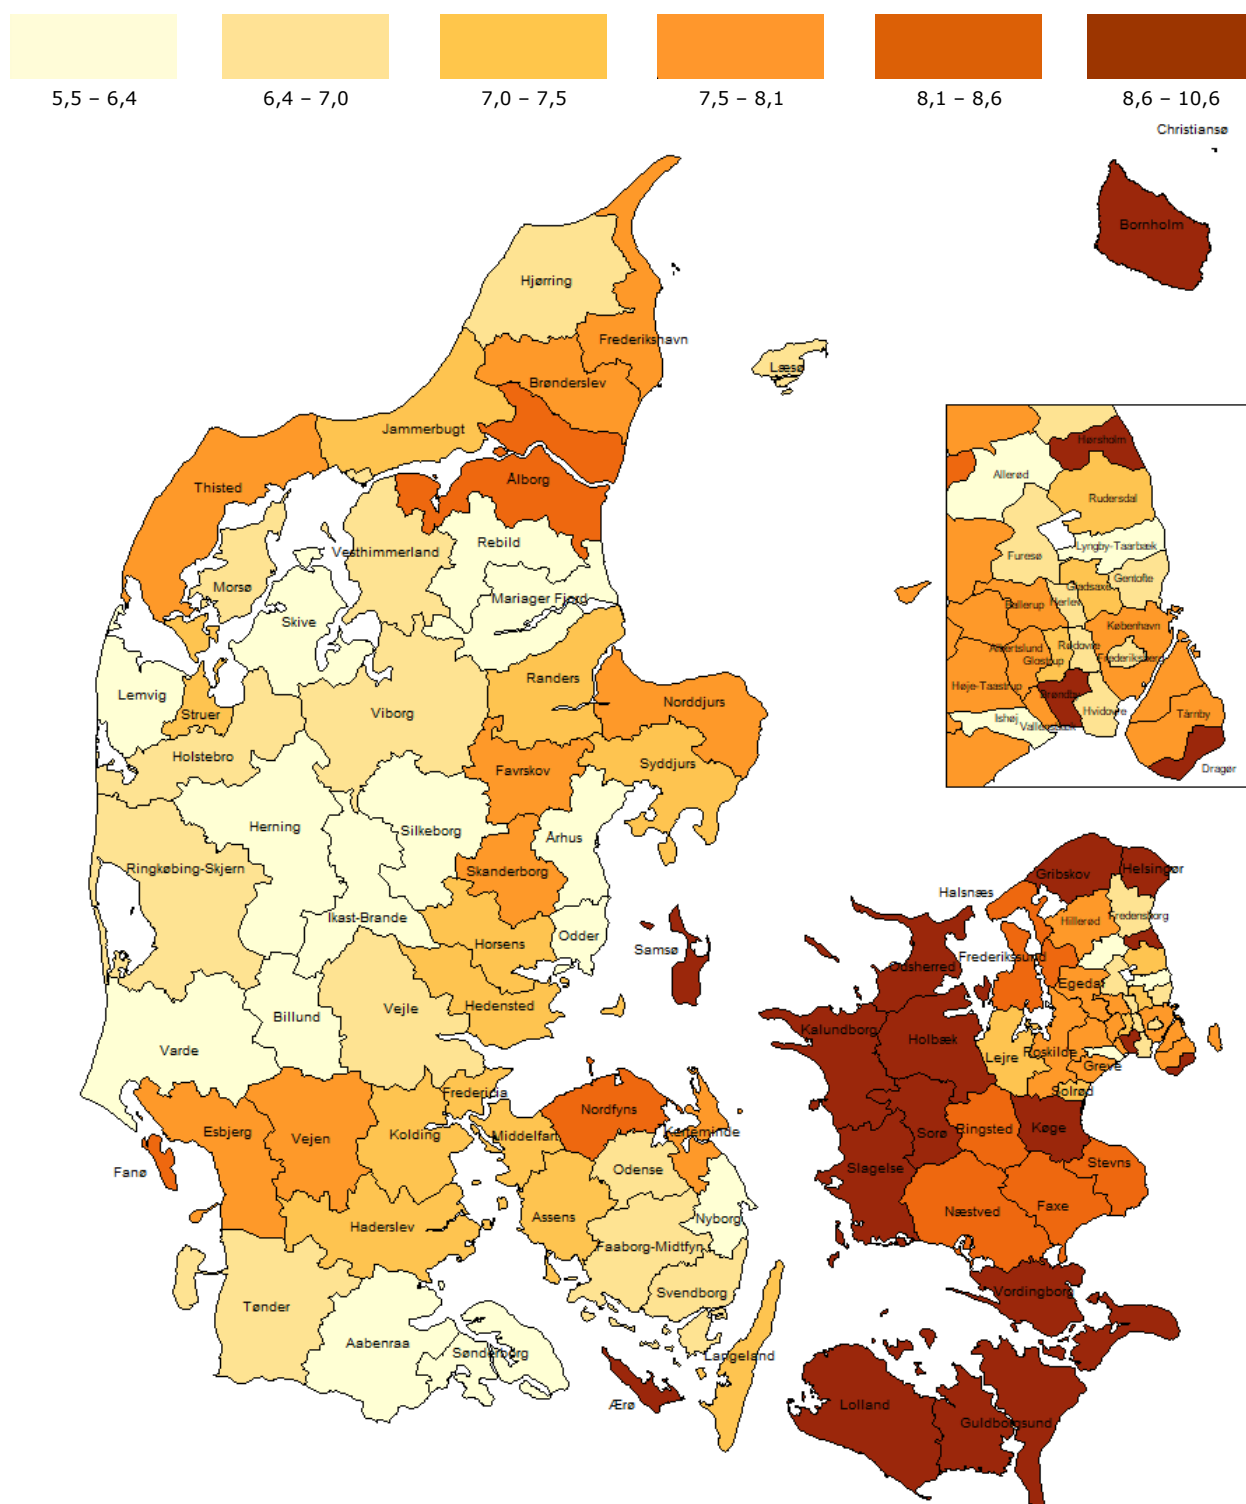 5,5 – 6,4
6,4 – 7,0
7,0 – 7,5
7,5 – 8,1
8,1 – 8,6
8,6 – 10,6
Christiansø
Bornholm
Hjørring
Frederikshavn
Læsø
Brønderslev
Jammerbugt
Hørsholm
Allerød
Ålborg
Thisted
Rudersdal
Rebild
Lyngby-Taarbæk
Vesthimmerland
Furesø
Gentofte
Morsø
Gladsaxe
Mariager Fjord
Ballerup
Herlev
Skive
København
Rødovre
Albertslund
Frederiksberg
Glostrup
Randers
Høje-Taastrup
Lemvig
Brøndby
Norddjurs
Struer
Viborg
Hvidovre
Tårnby
Ishøj
Vallensbæk
Holstebro
Syddjurs
Favrskov
Dragør
Herning
Silkeborg
Århus
Ringkøbing-Skjern
Skanderborg
Helsingør
Gribskov
Halsnæs
Ikast-Brande
Fredensborg
Hillerød
Odder
Horsens
Samsø
Frederikssund
Odsherred
Egedal
Hedensted
Vejle
Billund
Kalundborg
Holbæk
Varde
Lejre
Roskilde
Greve
Fredericia
Solrød
Nordfyns
Esbjerg
Kerteminde
Kolding
Middelfart
Vejen
Sorø
Ringsted
Køge
Stevns
Slagelse
Fanø
Odense
Faxe
Næstved
Assens
Nyborg
Haderslev
Faaborg-Midtfyn
Vordingborg
Svendborg
Tønder
Aabenraa
Sønderborg
Langeland
Ærø
Lolland
Guldborgsund